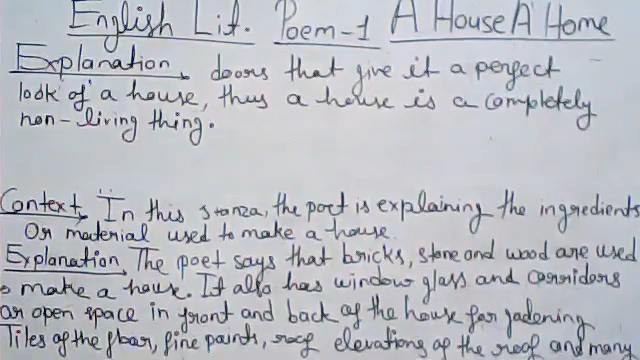 English Lit. Poem-1 A House A Home
Explanation doors that give it a perfect
look of a house, thus a house is a completely
non-living thing.
Context In this stanza, the poet is explaining the ingredients
or material used to make a house.
Explanation The poet says that bricks, stone and wood are used
to make a house. It also has window glass and corridors
or open space in front and back of the house for gadening
Tiles of the floar, fine paints, roof elevations of the roof and many